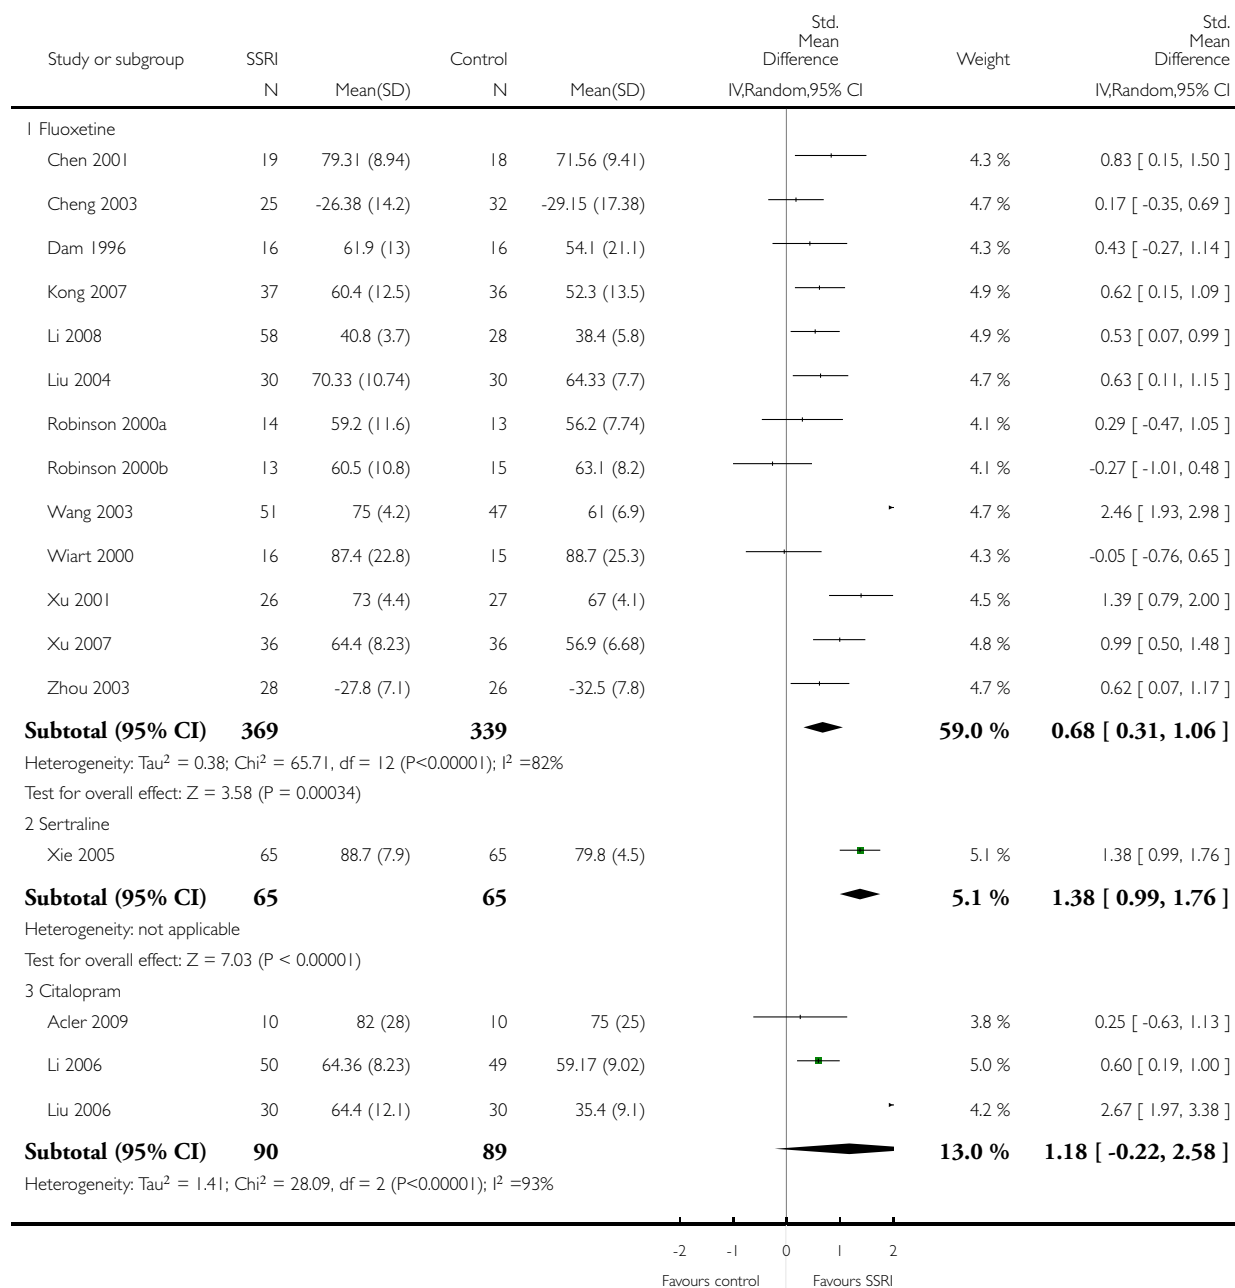 Std. Std.
Mean Mean
Study or subgroup SSRI Control Difference Weight Difference
N Mean(SD) N Mean(SD) IV,Random,95% CI IV,Random,95% CI
1 Fluoxetine
Chen 2001 19 79.31 (8.94) 18 71.56 (9.41) 4.3 % 0.83 [ 0.15, 1.50 ]
Cheng 2003 25 -26.38 (14.2) 32 -29.15 (17.38) 4.7 % 0.17 [ -0.35, 0.69 ]
Dam 1996 16 61.9 (13) 16 54.1 (21.1) 4.3 % 0.43 [ -0.27, 1.14 ]
Kong 2007 37 60.4 (12.5) 36 52.3 (13.5) 4.9 % 0.62 [ 0.15, 1.09 ]
Li 2008 58 40.8 (3.7) 28 38.4 (5.8) 4.9 % 0.53 [ 0.07, 0.99 ]
Liu 2004 30 70.33 (10.74) 30 64.33 (7.7) 4.7 % 0.63 [ 0.11, 1.15 ]
Robinson 2000a 14 59.2 (11.6) 13 56.2 (7.74) 4.1 % 0.29 [ -0.47, 1.05 ]
Robinson 2000b 13 60.5 (10.8) 15 63.1 (8.2) 4.1 % -0.27 [ -1.01, 0.48 ]
Wang 2003 51 75 (4.2) 47 61 (6.9) 4.7 % 2.46 [ 1.93, 2.98 ]
Wiart 2000 16 87.4 (22.8) 15 88.7 (25.3) 4.3 % -0.05 [ -0.76, 0.65 ]
Xu 2001 26 73 (4.4) 27 67 (4.1) 4.5 % 1.39 [ 0.79, 2.00 ]
Xu 2007 36 64.4 (8.23) 36 56.9 (6.68) 4.8 % 0.99 [ 0.50, 1.48 ]
Zhou 2003 28 -27.8 (7.1) 26 -32.5 (7.8) 4.7 % 0.62 [ 0.07, 1.17 ]
Subtotal (95% CI) 369 339 59.0 % 0.68 [ 0.31, 1.06 ]
Heterogeneity: Tau² = 0.38; Chi² = 65.71, df = 12 (P<0.00001); I² =82%
Test for overall effect: Z = 3.58 (P = 0.00034)
2 Sertraline
Xie 2005 65 88.7 (7.9) 65 79.8 (4.5) 5.1 % 1.38 [ 0.99, 1.76 ]
Subtotal (95% CI) 65 65 5.1 % 1.38 [ 0.99, 1.76 ]
Heterogeneity: not applicable
Test for overall effect: Z = 7.03 (P < 0.00001)
3 Citalopram
Acler 2009 10 82 (28) 10 75 (25) 3.8 % 0.25 [ -0.63, 1.13 ]
Li 2006 50 64.36 (8.23) 49 59.17 (9.02) 5.0 % 0.60 [ 0.19, 1.00 ]
Liu 2006 30 64.4 (12.1) 30 35.4 (9.1) 4.2 % 2.67 [ 1.97, 3.38 ]
Subtotal (95% CI) 90 89 13.0 % 1.18 [ -0.22, 2.58 ]
Heterogeneity: Tau² = 1.41; Chi² = 28.09, df = 2 (P<0.00001); I² =93%
-2 -1 0 1 2
Favours control Favours SSRI